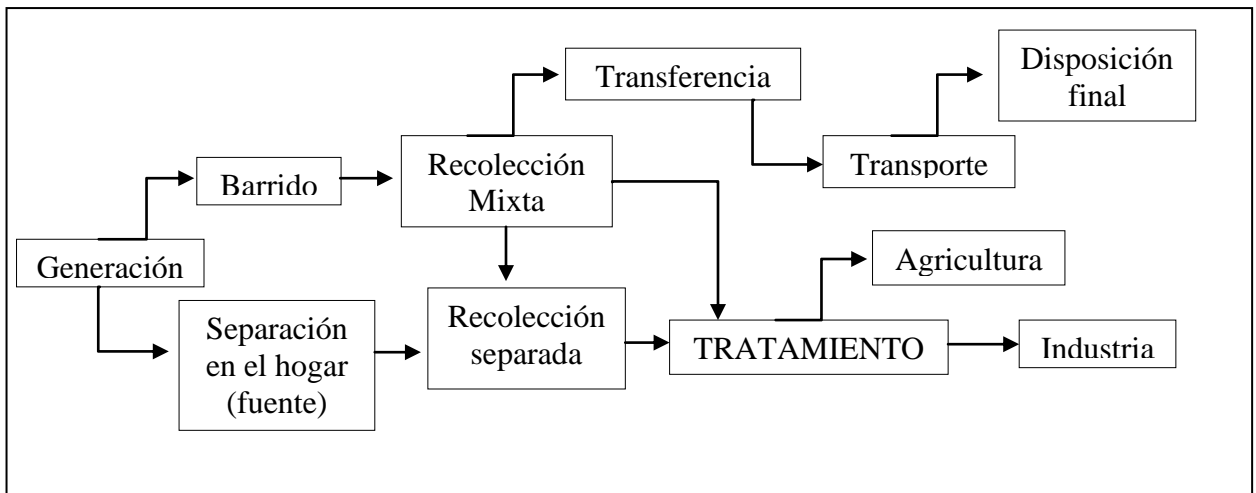 Disposición
final
Transferencia
Transporte
Recolección
Mixta
Barrido
Generación
Agricultura
Separación
en el hogar
(fuente)
Recolección
separada
TRATAMIENTO
Industria